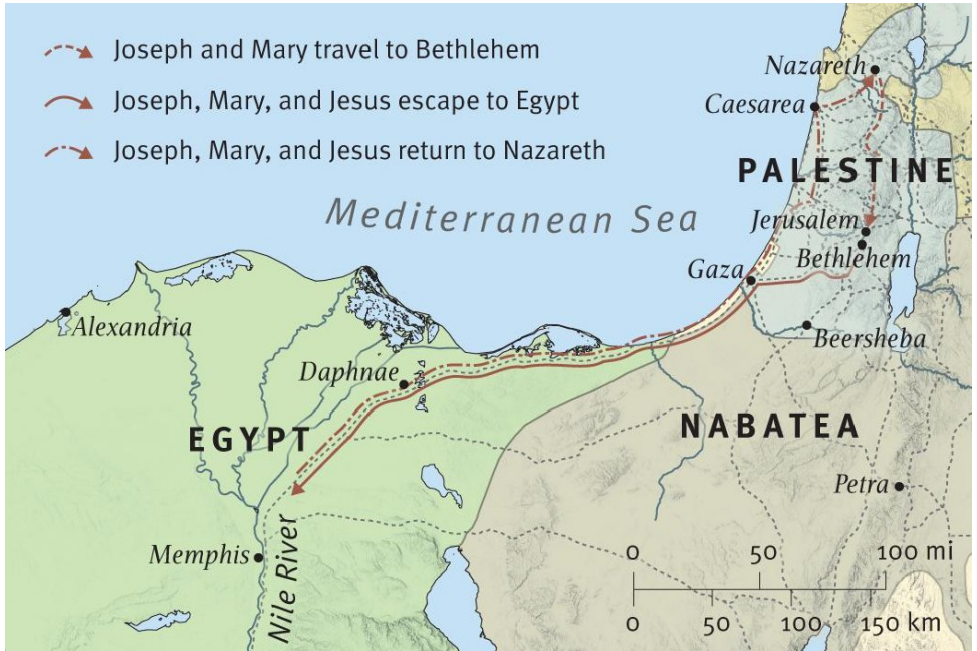 Joseph and Mary travel to Bethlehem
Joseph, Mary, and Jesus escape to Egypt
Joseph, Mary, and Jesus return to Nazareth
Nazareth
Caesarea
PALESTINE
Mediterranean Sea
Jerusalem
Bethlehem
Gaza
Alexandria
Beersheba
Daphnae
EGYPT
NABATEA
Petra
Memphis
Nile River
0 50 100 mi
0 50 100 150 km